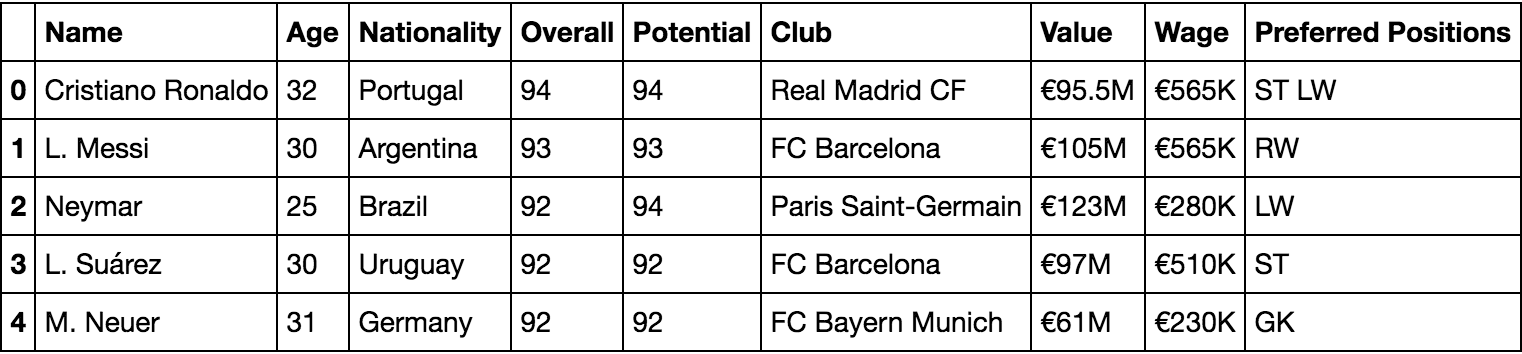 Name Age Nationality Overall Potential Club Value Wage Preferred Positions
0 Cristiano Ronaldo 32 Portugal 94 94 Real Madrid CF €95.5M €565K ST LW
1 L. Messi 30 Argentina 93 93 FC Barcelona €105M €565K RW
2 Neymar 25 Brazil 92 94 Paris Saint-Germain €123M €280K LW
3 L. Suárez 30 Uruguay 92 92 FC Barcelona €97M €510K ST
4 M. Neuer 31 Germany 92 92 FC Bayern Munich €61M €230K GK